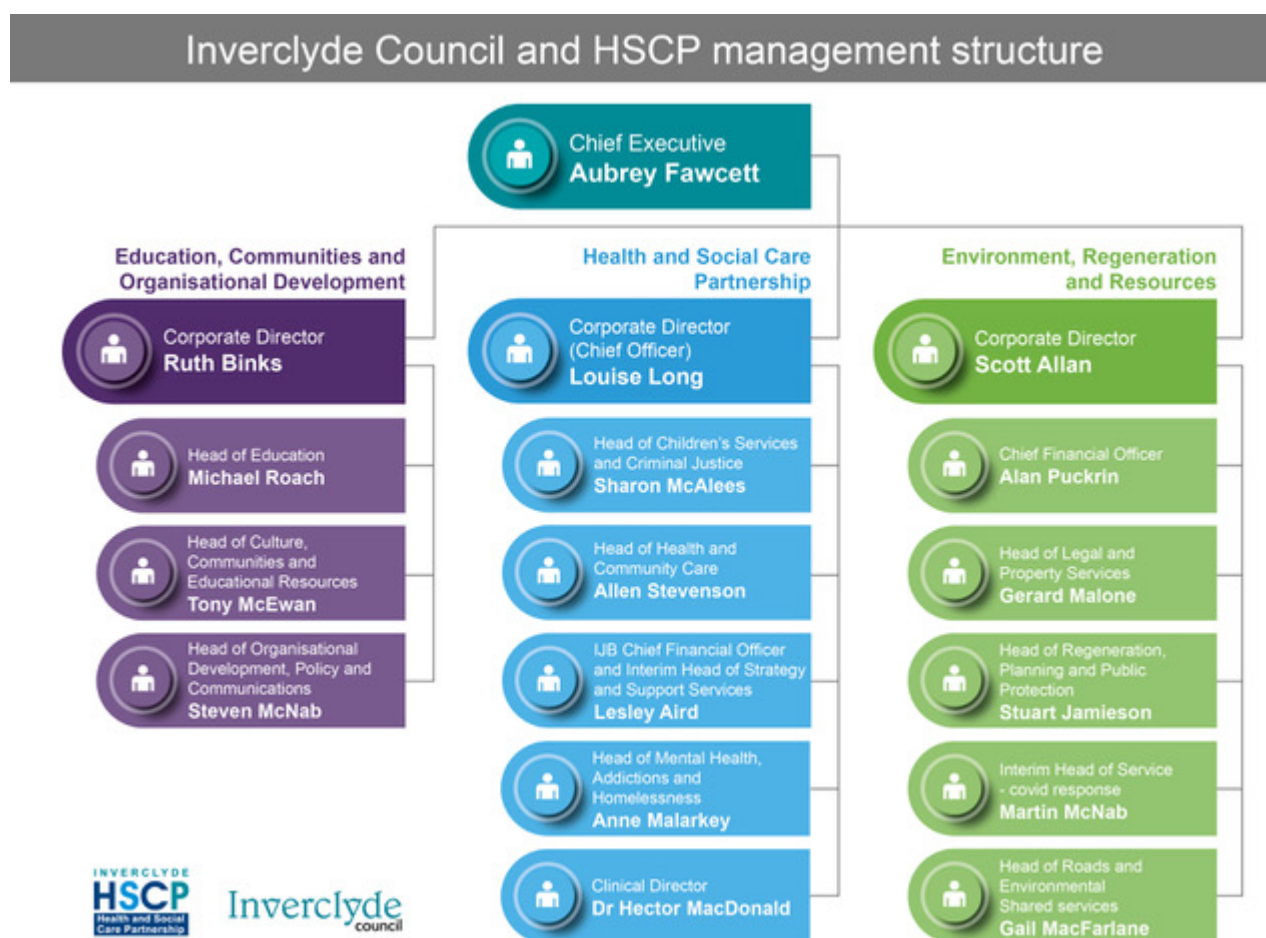 Inverclyde Council and HSCP management structure
Chief Executive
Aubrey Fawcett
Education, Communities and
Organisational Development
Corporate Director
Ruth Binks
Head of Education
Michael Roach
Head of Culture,
Communities and
Educational Resources
Tony McEwan
Head of Organisational
Development, Policy and
Communications
Steven McNab
Health and Social Care
Partnership
Corporate Director
(Chief Officer)
Louise Long
Head of Children's Services
and Criminal Justice
Sharon McAlees
Head of Health and
Community Care
Allen Stevenson
IJB Chief Financial Officer
and Interim Head of Strategy
and Support Services
Lesley Aird
Head of Mental Health,
Addictions and
Homelessness
Anne Malarkey
Clinical Director
Dr Hector MacDonald
Environment, Regeneration
and Resources
Corporate Director
Scott Allan
Chief Financial Officer
Alan Puckrin
Head of Legal and
Property Services
Gerard Malone
Head of Regeneration,
Planning and Public
Protection
Stuart Jamieson
Interim Head of Service
- covid response
Martin McNab
Head of Roads and
Environmental
Shared services
Gail MacFarlane
INVERCLYDE
HSCP
Health and Social
Care Partnership
Inverclyde
council